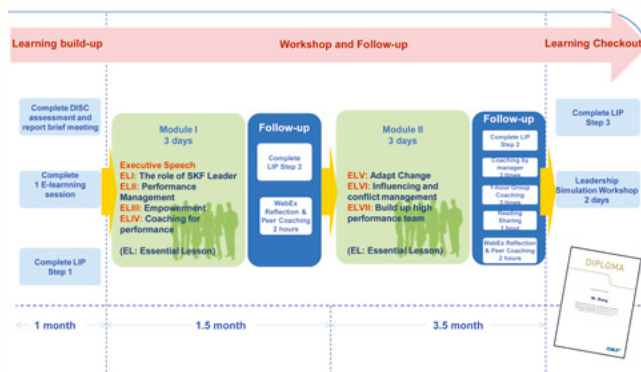 Learning build-up
Workshop and Follow-up
Learning Checkout
Complete DISC
assessment and
report brief meeting
Complete
1 E-learnning
session
Complete LIP
Step 1
Module I
3 days
Executive Speech
ELI: The role of SKF Leader
ELII: Performance
Management
ELIII: Empowerment
ELIV: Coaching for
performance
(EL: Essential Lesson)
Follow-up
Complete
LIP Step 2
WebEx
Reflection &
Peer Coaching
2 hours
Module II
3 days
ELV: Adapt Change
ELVI: Influencing and
conflict management
ELVII: Build up high
performance team
(EL: Essential Lesson)
Follow-up
Complete LIP
Step 2
Coaching by
manager
3 times
1-hour Group
Coaching
3 times
Reading
Sharing
1 hour
WebEx Reflection
& Peer Coaching
2 hours
Complete LIP
Step 3
Leadership
Simulation Workshop
2 days
DIPLOMA
1 month
1.5 month
3.5 month